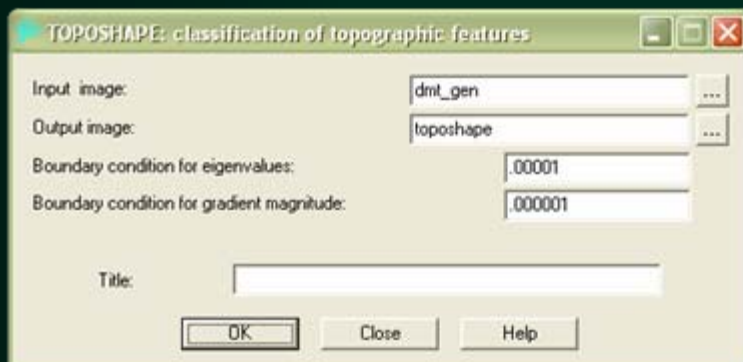 TOPOSHAPE: classification of topographic features
Input image: dmt_gen ...
Output image: toposhape ...
Boundary condition for eigenvalues: .00001
Boundary condition for gradient magnitude: .000001
Title:
OK Close Help